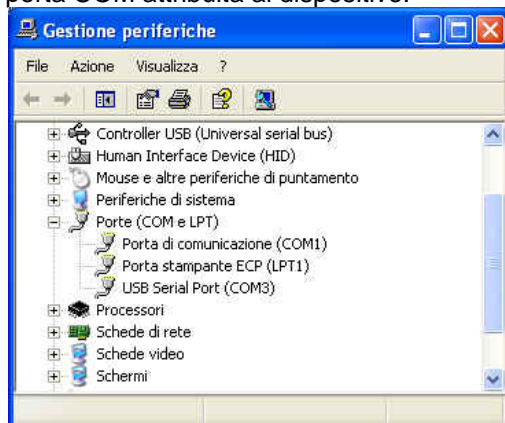 porta COM attribuita al dispositivo.
Gestione periferiche
File Azione Visualizza ?
Controller USB (Universal serial bus)
Human Interface Device (HID)
Mouse e altre periferiche di puntamento
Periferiche di sistema
Porte (COM e LPT)
Porta di comunicazione (COM1)
Porta stampante ECP (LPT1)
USB Serial Port (COM3)
Processori
Schede di rete
Schede video
Schermi